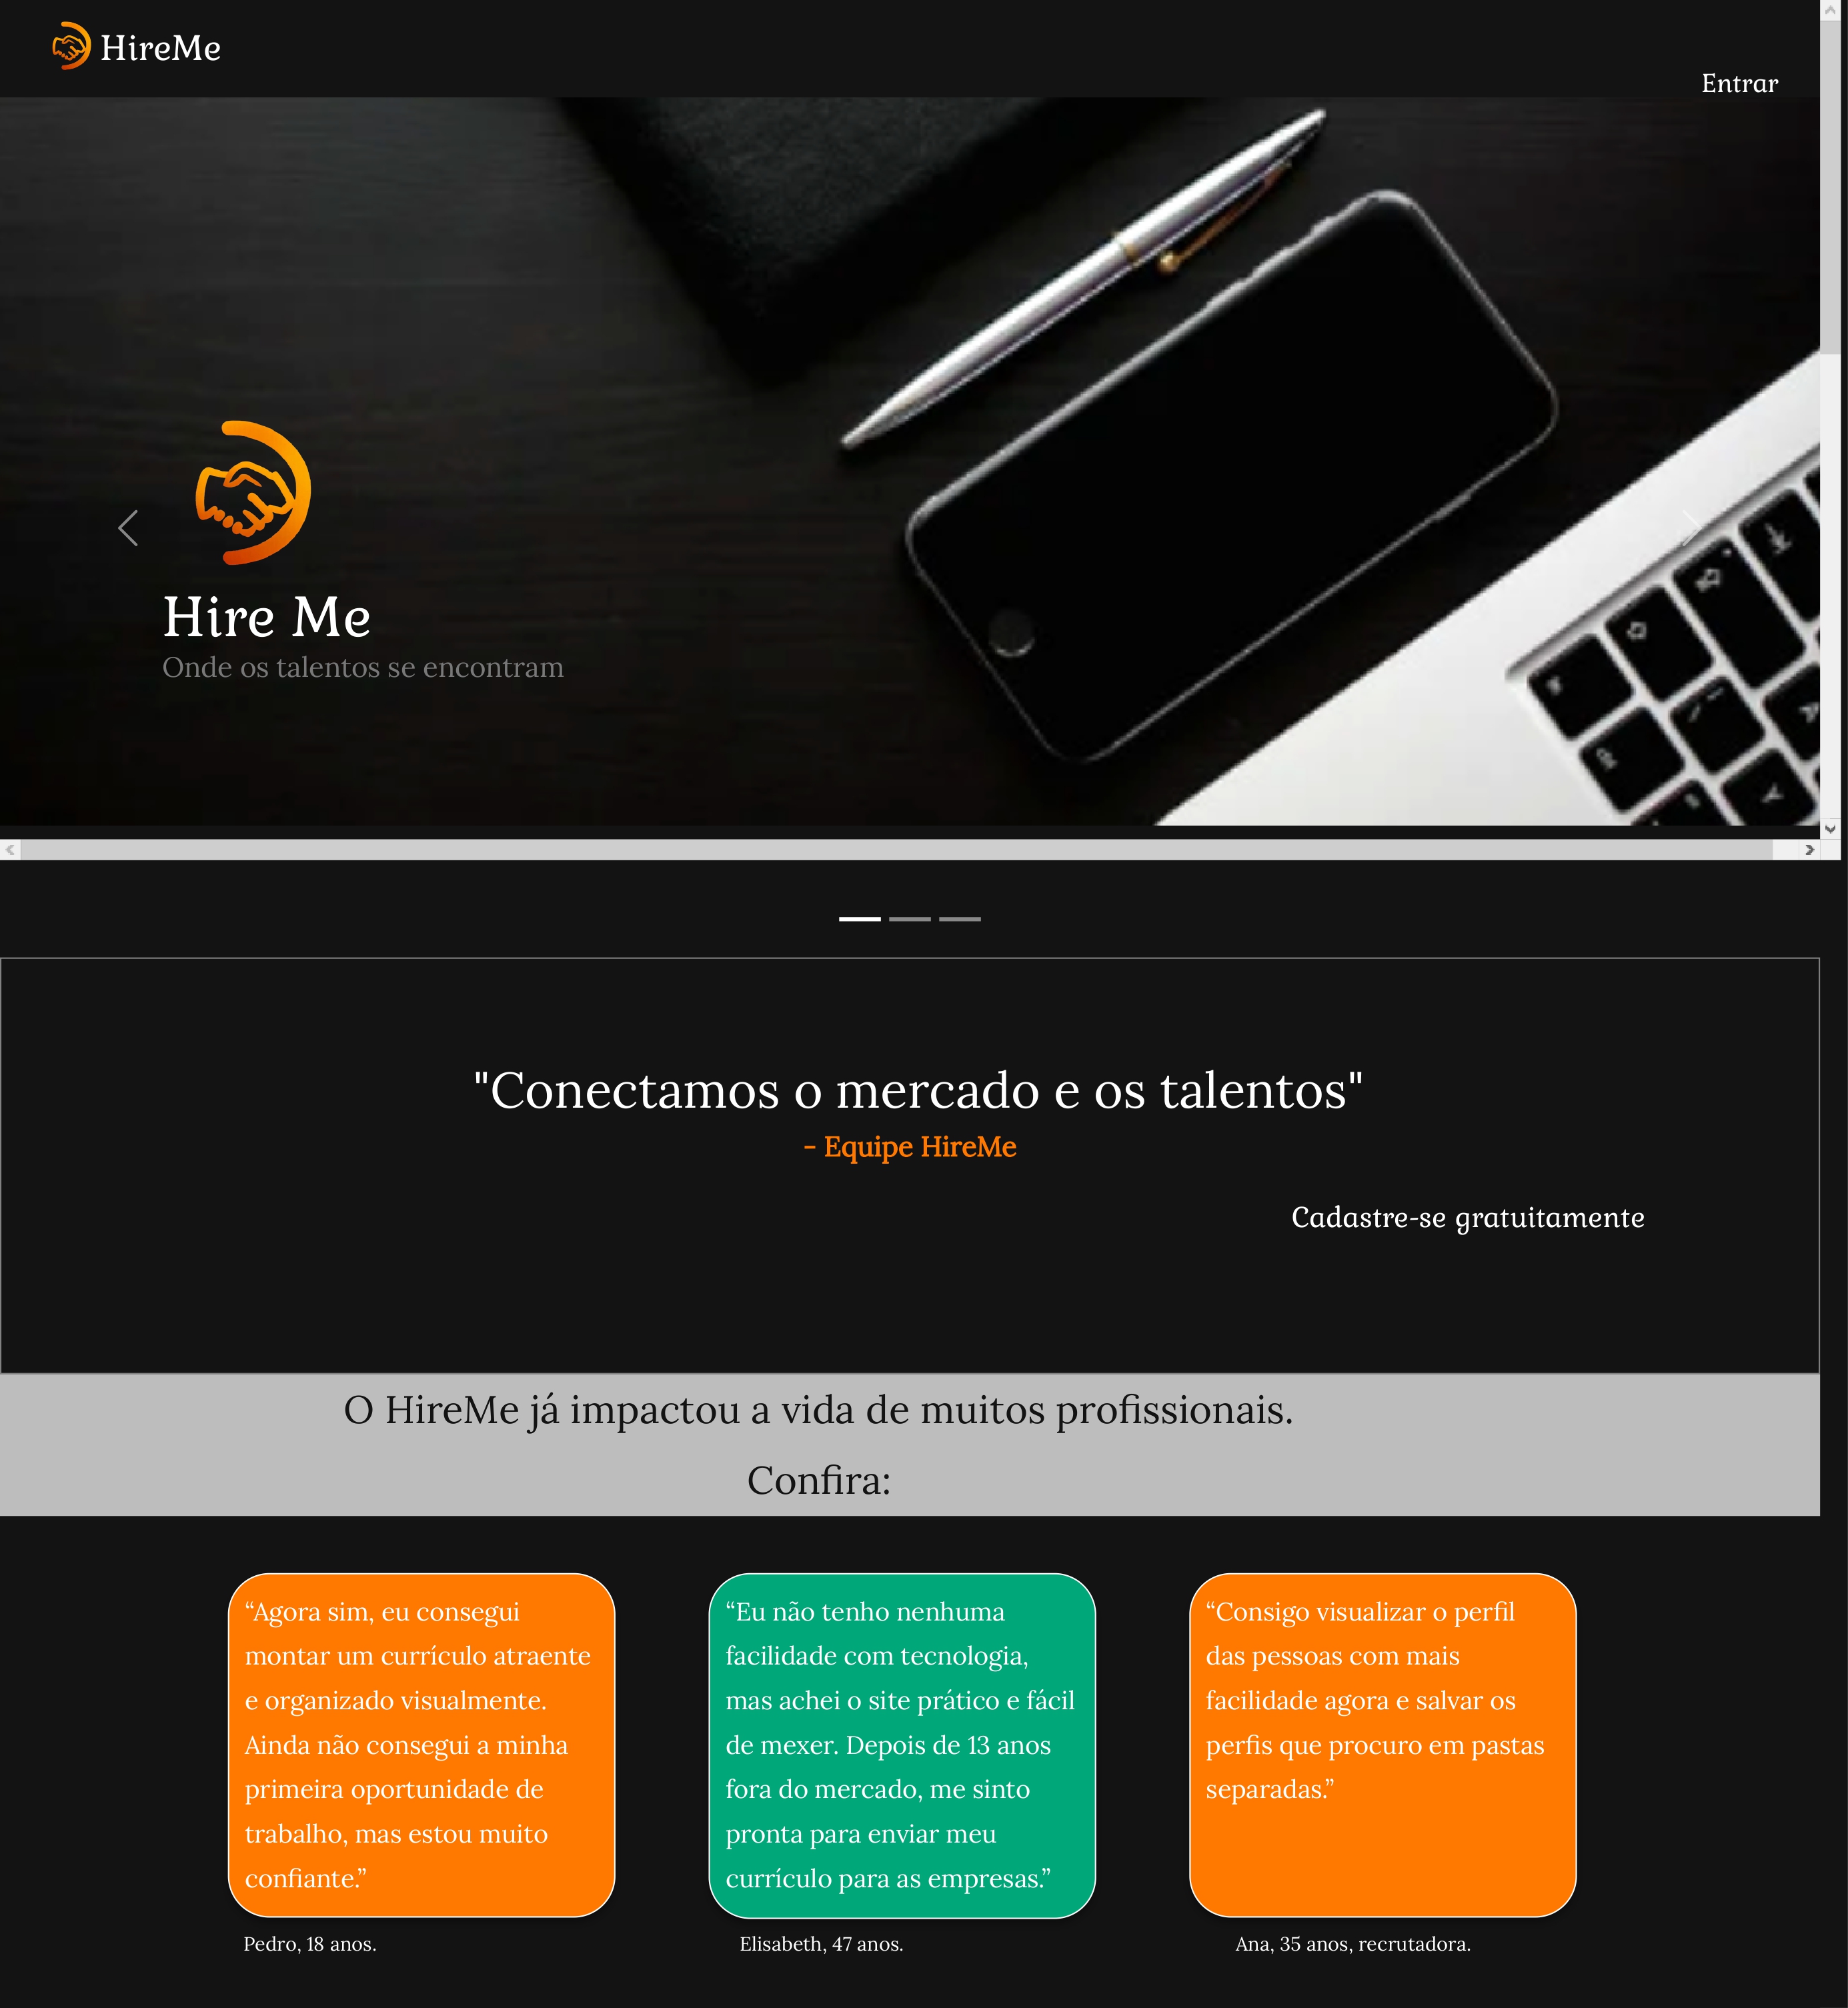 HireMe
Entrar
Hire Me
Onde os talentos se encontram
"Conectamos o mercado e os talentos"
- Equipe HireMe
Cadastre-se gratuitamente
O HireMe já impactou a vida de muitos profissionais.
Confira:
“Agora sim, eu consegui
montar um currículo atraente
e organizado visualmente.
Ainda não consegui a minha
primeira oportunidade de
trabalho, mas estou muito
confiante.”
Pedro, 18 anos.
“Eu não tenho nenhuma
facilidade com tecnologia,
mas achei o site prático e fácil
de mexer. Depois de 13 anos
fora do mercado, me sinto
pronta para enviar meu
currículo para as empresas.”
Elisabeth, 47 anos.
“Consigo visualizar o perfil
das pessoas com mais
facilidade agora e salvar os
perfis que procuro em pastas
separadas.”
Ana, 35 anos, recrutadora.